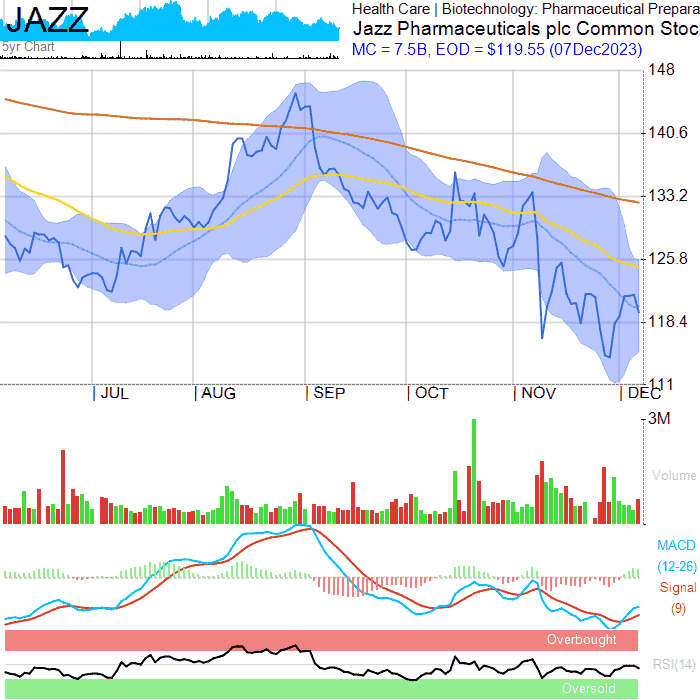 JAZZ
5yr Chart
Health Care | Biotechnology: Pharmaceutical Prepara
Jazz Pharmaceuticals plc Common Stoc
MC = 7.5B, EOD = $119.55 (07Dec2023)
148
140.6
133.2
125.8
118.4
111
JUL AUG SEP OCT NOV DEC
3M
Volume
MACD
(12-26)
Signal
(9)
Overbought
RSI(14)
Oversold